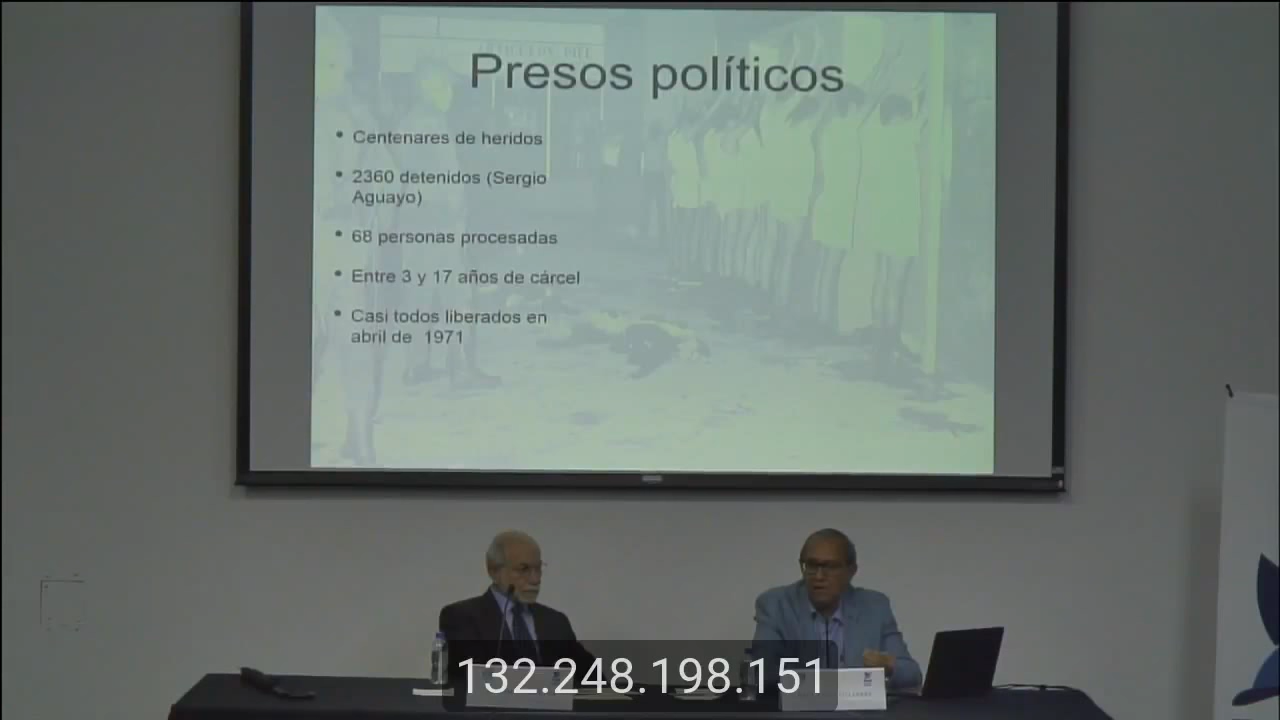 Presos políticos
• Centenares de heridos
• 2360 detenidos (Sergio
Aguayo)
• 68 personas procesadas
• Entre 3 y 17 años de cárcel
• Casi todos liberados en
abril de 1971
132.248.198.151